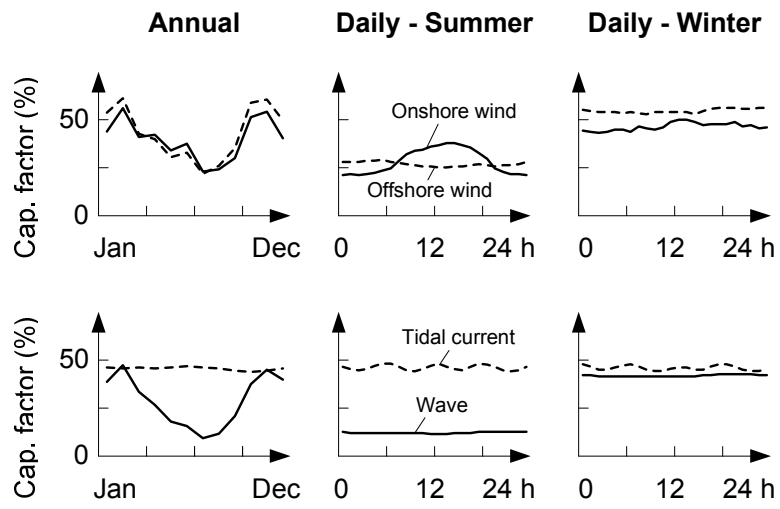 Annual Daily - Summer Daily - Winter
Cap. factor (%)
50
0
Jan Dec
Onshore wind
Offshore wind
0 12 24 h
0 12 24 h
Cap. factor (%)
50
0
Jan Dec
Tidal current
Wave
0 12 24 h
0 12 24 h